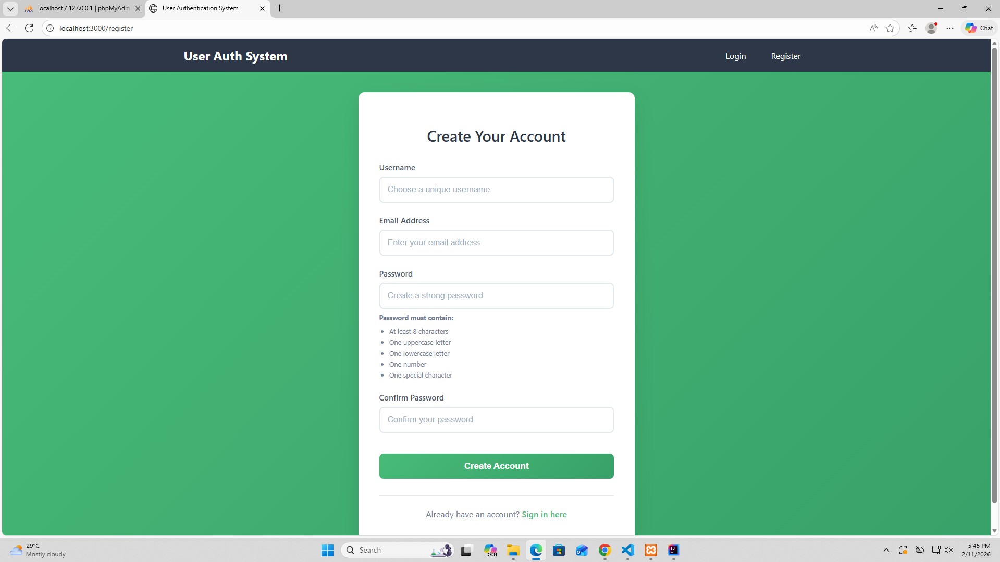 localhost / 127.0.0.1 | phpMyAdm
User Authentication System
localhost:3000/register
Chat
User Auth System
Login
Register
Create Your Account
Username
Choose a unique username
Email Address
Enter your email address
Password
Create a strong password
Password must contain:
At least 8 characters
One uppercase letter
One lowercase letter
One number
One special character
Confirm Password
Confirm your password
Create Account
Already have an account? Sign in here
29°C
Mostly cloudy
Search
M365
5:45 PM
2/11/2026